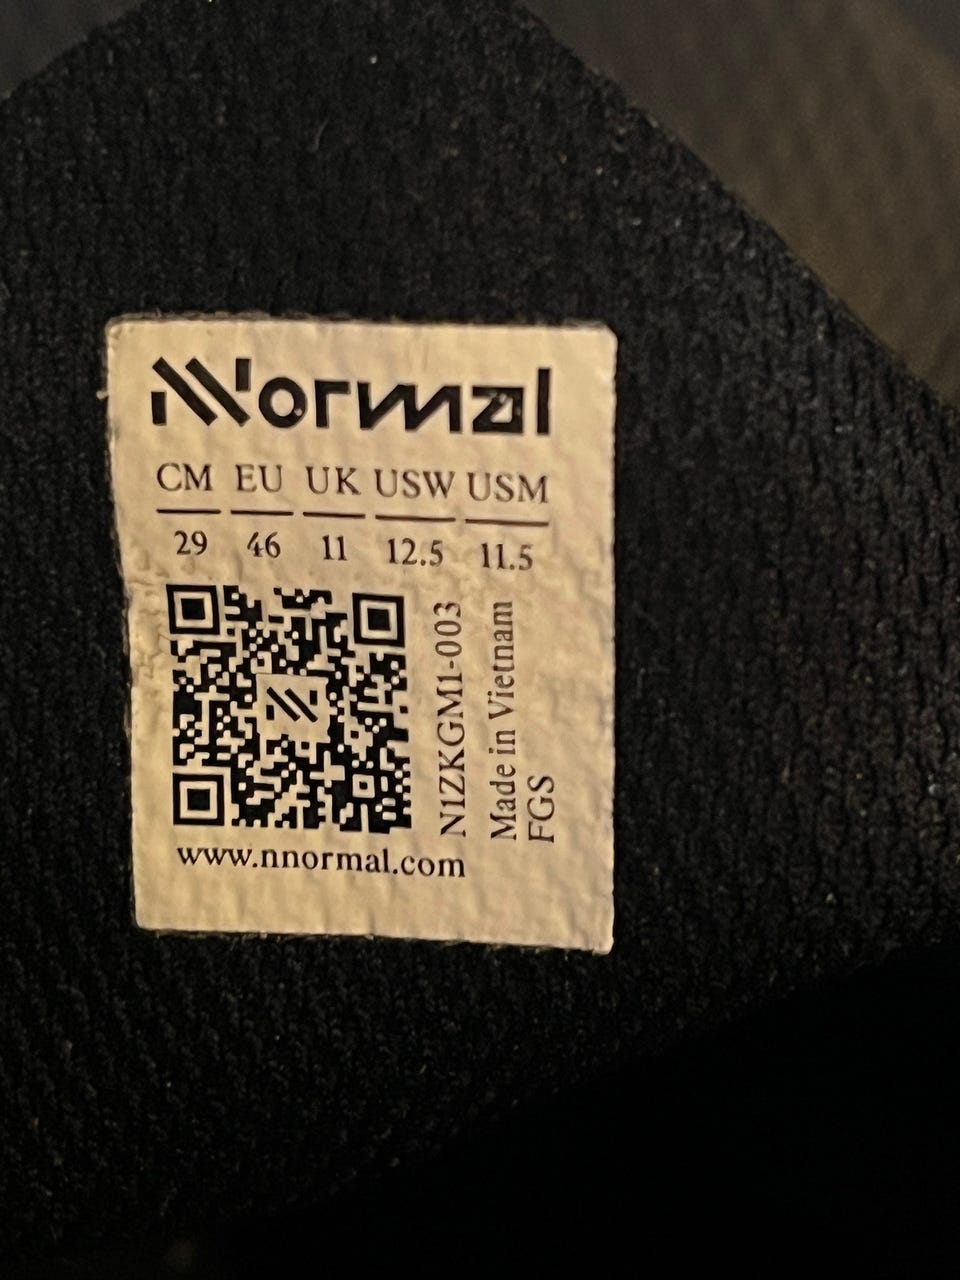 NNormal
CM EU UK USW USM
29 46 11 12.5 11.5
N1ZKGM1-003
Made in Vietnam
FGS
www.nnormal.com